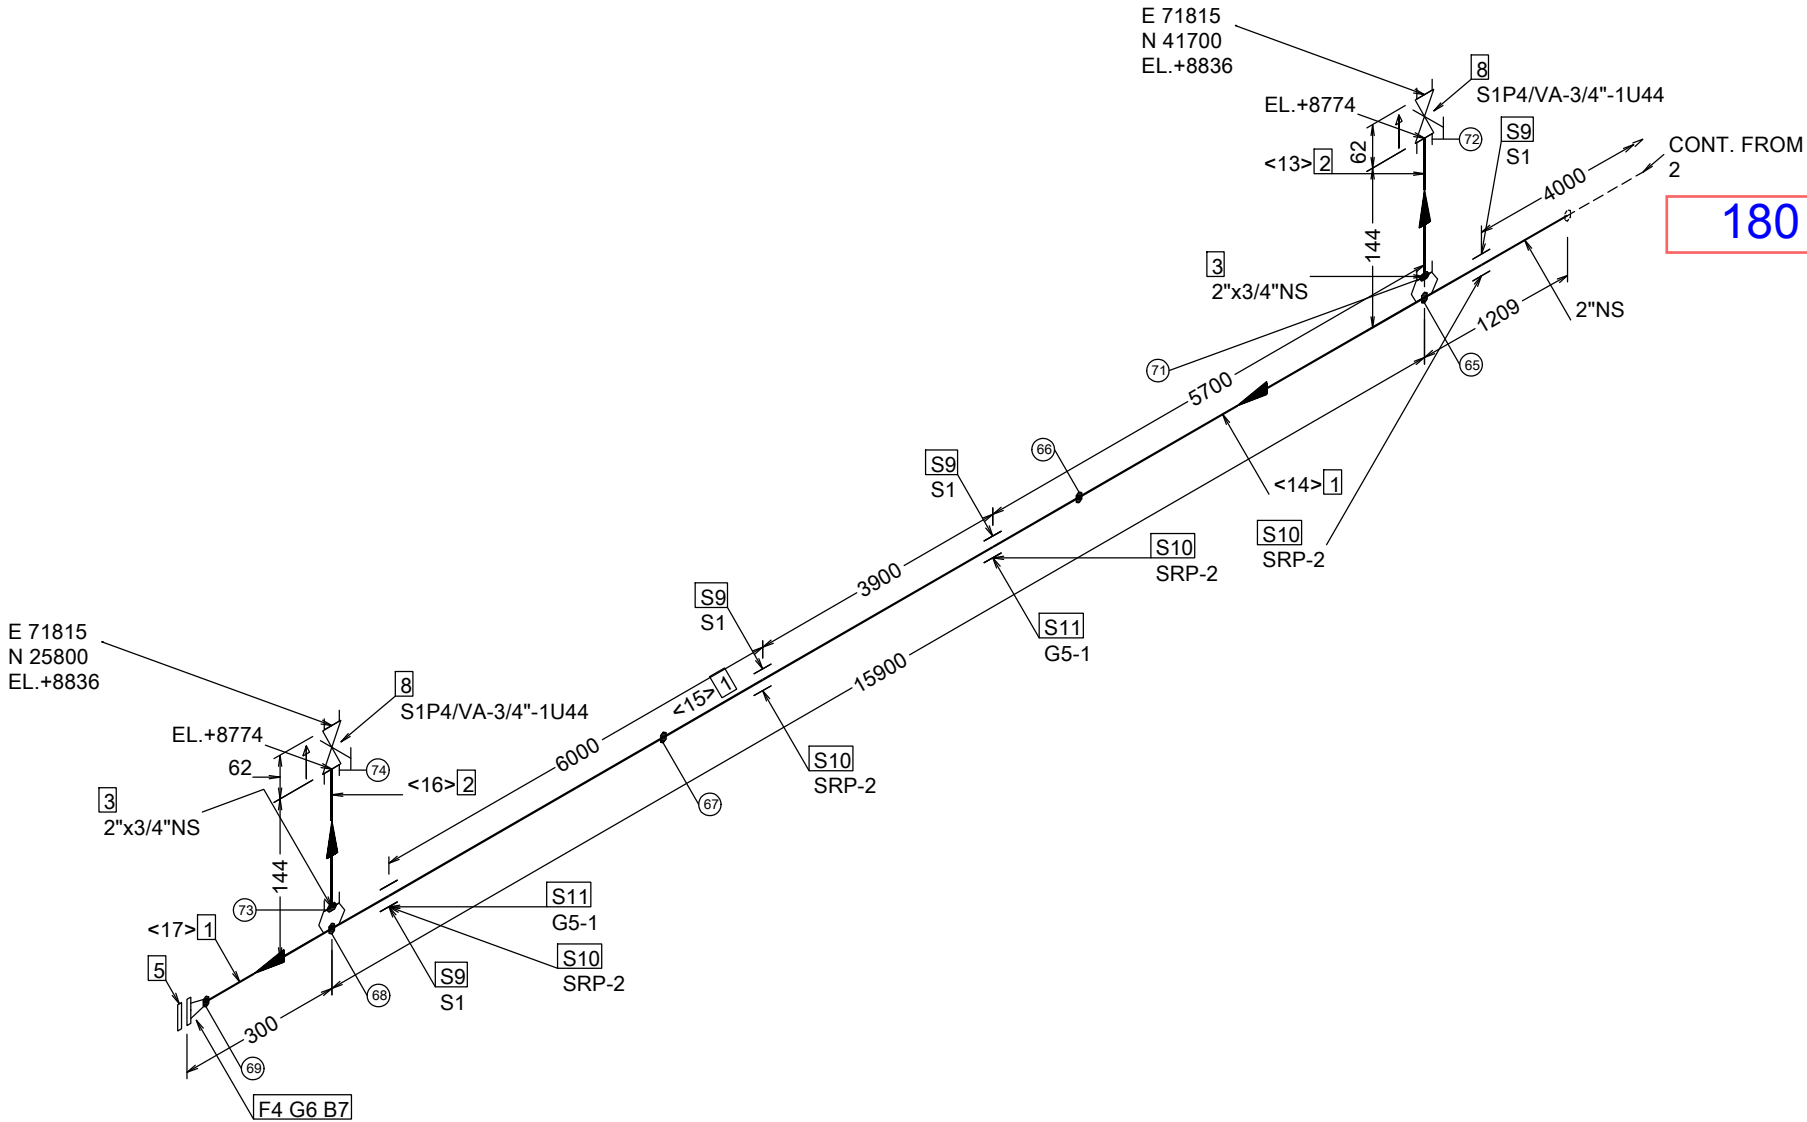 E 71815
N 41700
EL.+8836
8
S1P4/VA-3/4"-1U44
EL.+8774
72
S9
S1
CONT. FROM
2
62
<13> 2
4000
180
144
3
2"x3/4"NS
1209
2"NS
71
65
5700
66
S9
S1
<14> 1
S10
SRP-2
S10
SRP-2
3900
S9
S1
S11
G5-1
E 71815
N 25800
EL.+8836
15900
<15> 1
8
S1P4/VA-3/4"-1U44
EL.+8774
6000
62
74
S10
SRP-2
<16> 2
67
3
2"x3/4"NS
144
S11
G5-1
73
<17> 1
S10
SRP-2
5
S9
S1
68
300
69
F4 G6 B7